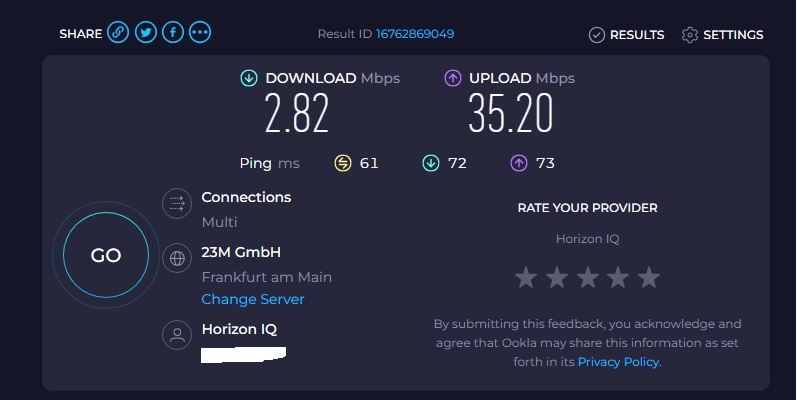 SHARE Result ID 16762869049 RESULTS SETTINGS
DOWNLOAD Mbps UPLOAD Mbps
2.82 35.20
Ping ms 61 72 73
Connections
Multi
23M GmbH
Frankfurt am Main
Change Server
Horizon IQ
GO
RATE YOUR PROVIDER
Horizon IQ
By submitting this feedback, you acknowledge and
agree that Ookla may share this information as set
forth in its Privacy Policy.